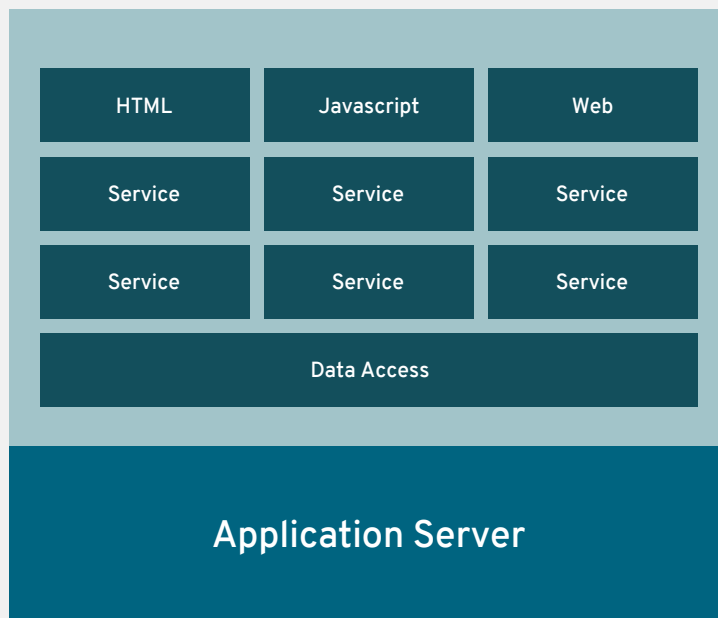 HTML
Javascript
Web
Service
Service
Service
Service
Service
Service
Data Access
Application Server